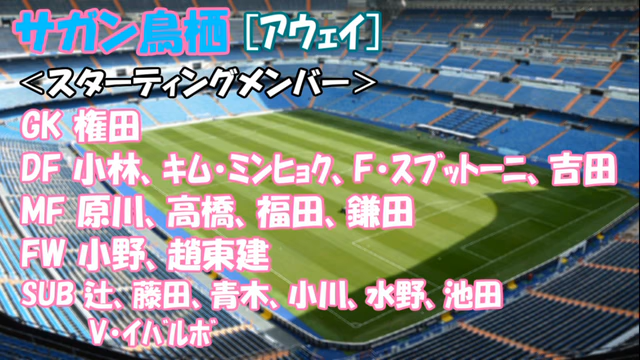 サガン鳥栖 [アウェイ]
≪スターティングメンバー≫
GK 権田
DF 小林、キム・ミンヒョク、F・スブットーニ、吉田
MF 原川、高橋、福田、鎌田
FW 小野、趙東建
SUB 辻、藤田、青木、小川、水野、池田
V・イバルボ